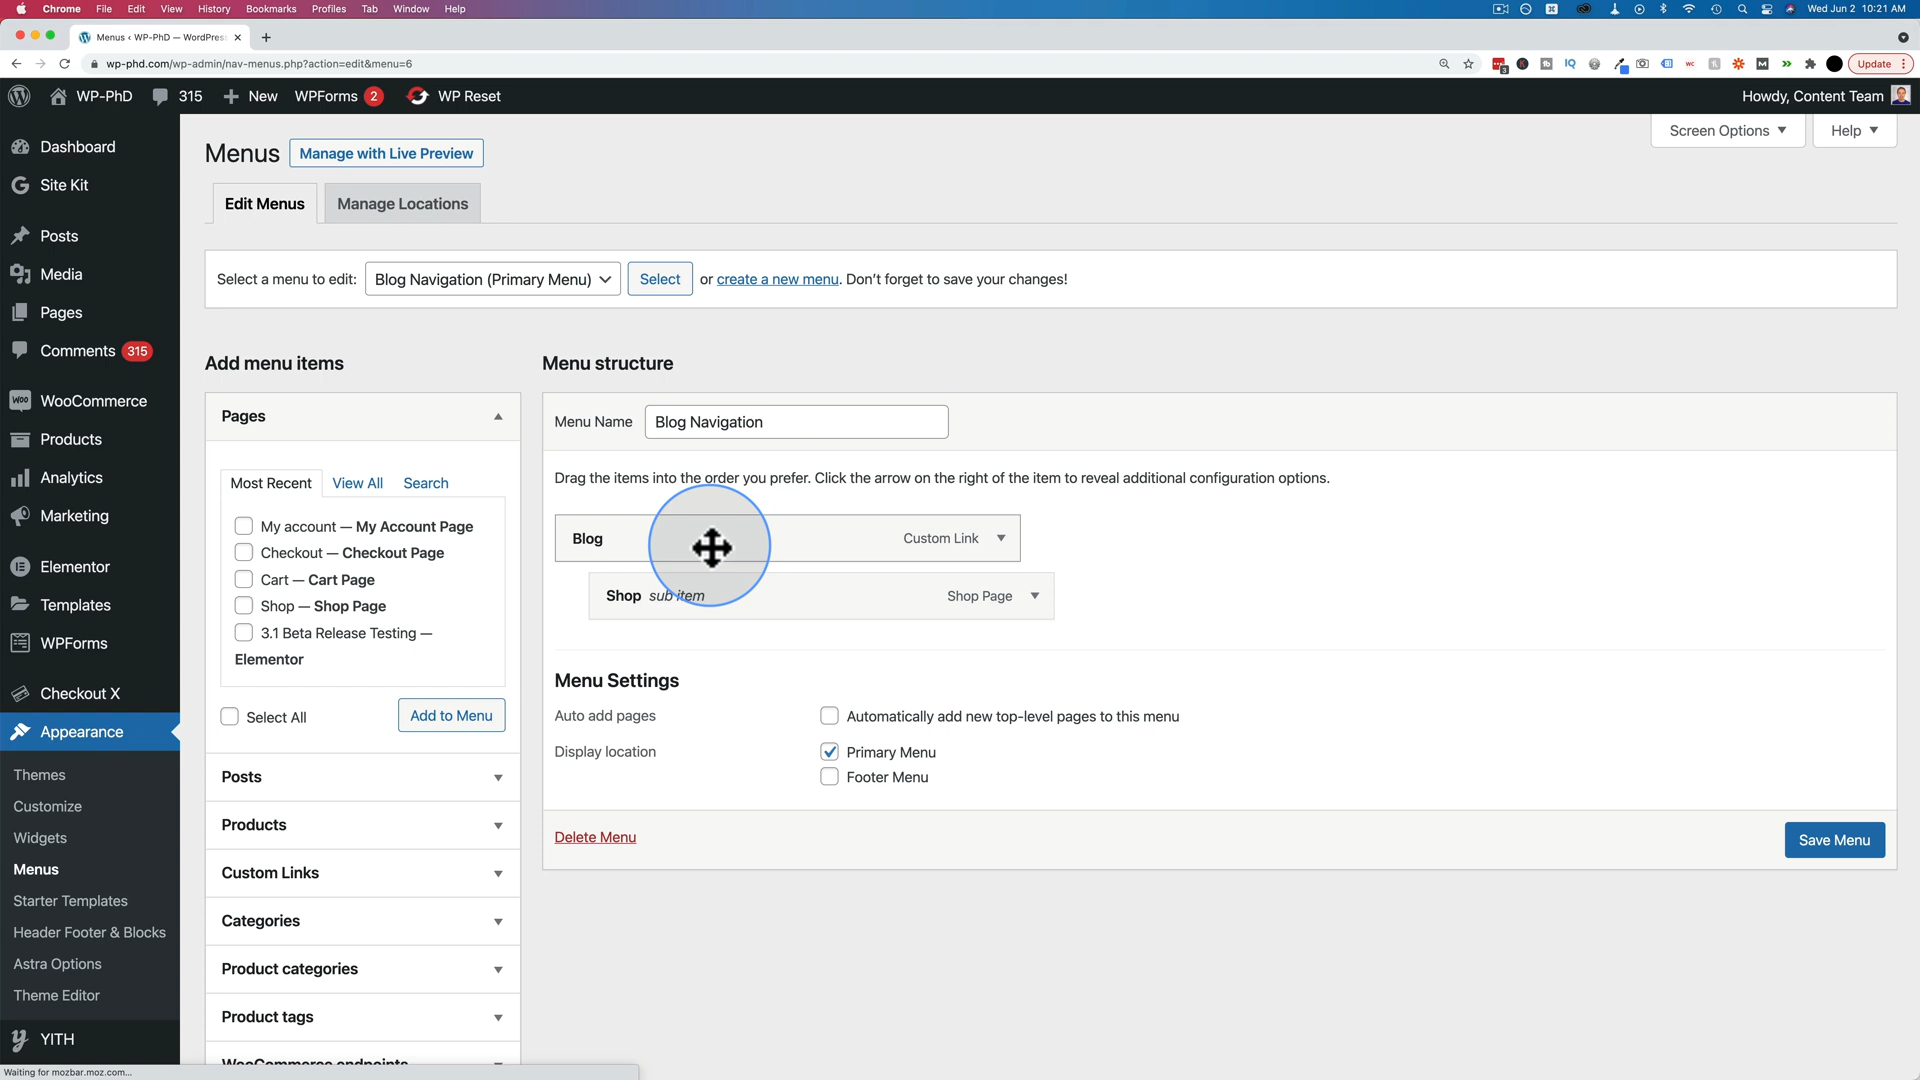 Chrome File Edit View History Bookmarks Profiles Tab Window Help
Wed Jun 2 10:21 AM
Menus ‹ WP-PhD — WordPres
wp-phd.com/wp-admin/nav-menus.php?action=edit&menu=6
Update
WP-PhD 315 New WPForms 2 WP Reset
Howdy, Content Team
Screen Options Help
Dashboard
Site Kit
Posts
Media
Pages
Comments 315
WooCommerce
Products
Analytics
Marketing
Elementor
Templates
WPForms
Checkout X
Appearance
Themes
Customize
Widgets
Menus
Starter Templates
Header Footer & Blocks
Astra Options
Theme Editor
YITH
Menus Manage with Live Preview
Edit Menus Manage Locations
Select a menu to edit: Blog Navigation (Primary Menu) Select or create a new menu. Don't forget to save your changes!
Add menu items
Pages
Most Recent View All Search
My account — My Account Page
Checkout — Checkout Page
Cart — Cart Page
Shop — Shop Page
3.1 Beta Release Testing —
Elementor
Select All Add to Menu
Posts
Products
Custom Links
Categories
Product categories
Product tags
WooCommerce endpoints
Menu structure
Menu Name Blog Navigation
Drag the items into the order you prefer. Click the arrow on the right of the item to reveal additional configuration options.
Blog Custom Link
Shop sub item Shop Page
Menu Settings
Auto add pages Automatically add new top-level pages to this menu
Display location Primary Menu
Footer Menu
Delete Menu Save Menu
Waiting for mozbar.moz.com...